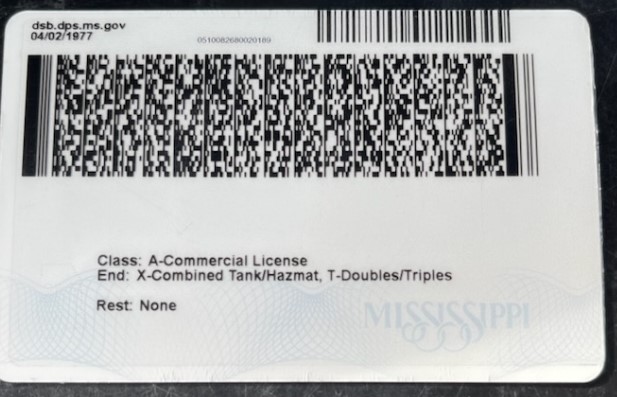 dsb.dps.ms.gov
04/02/1977
0510082680020189
Class: A-Commercial License
End: X-Combined Tank/Hazmat, T-Doubles/Triples
Rest: None
MISSISSIPPI